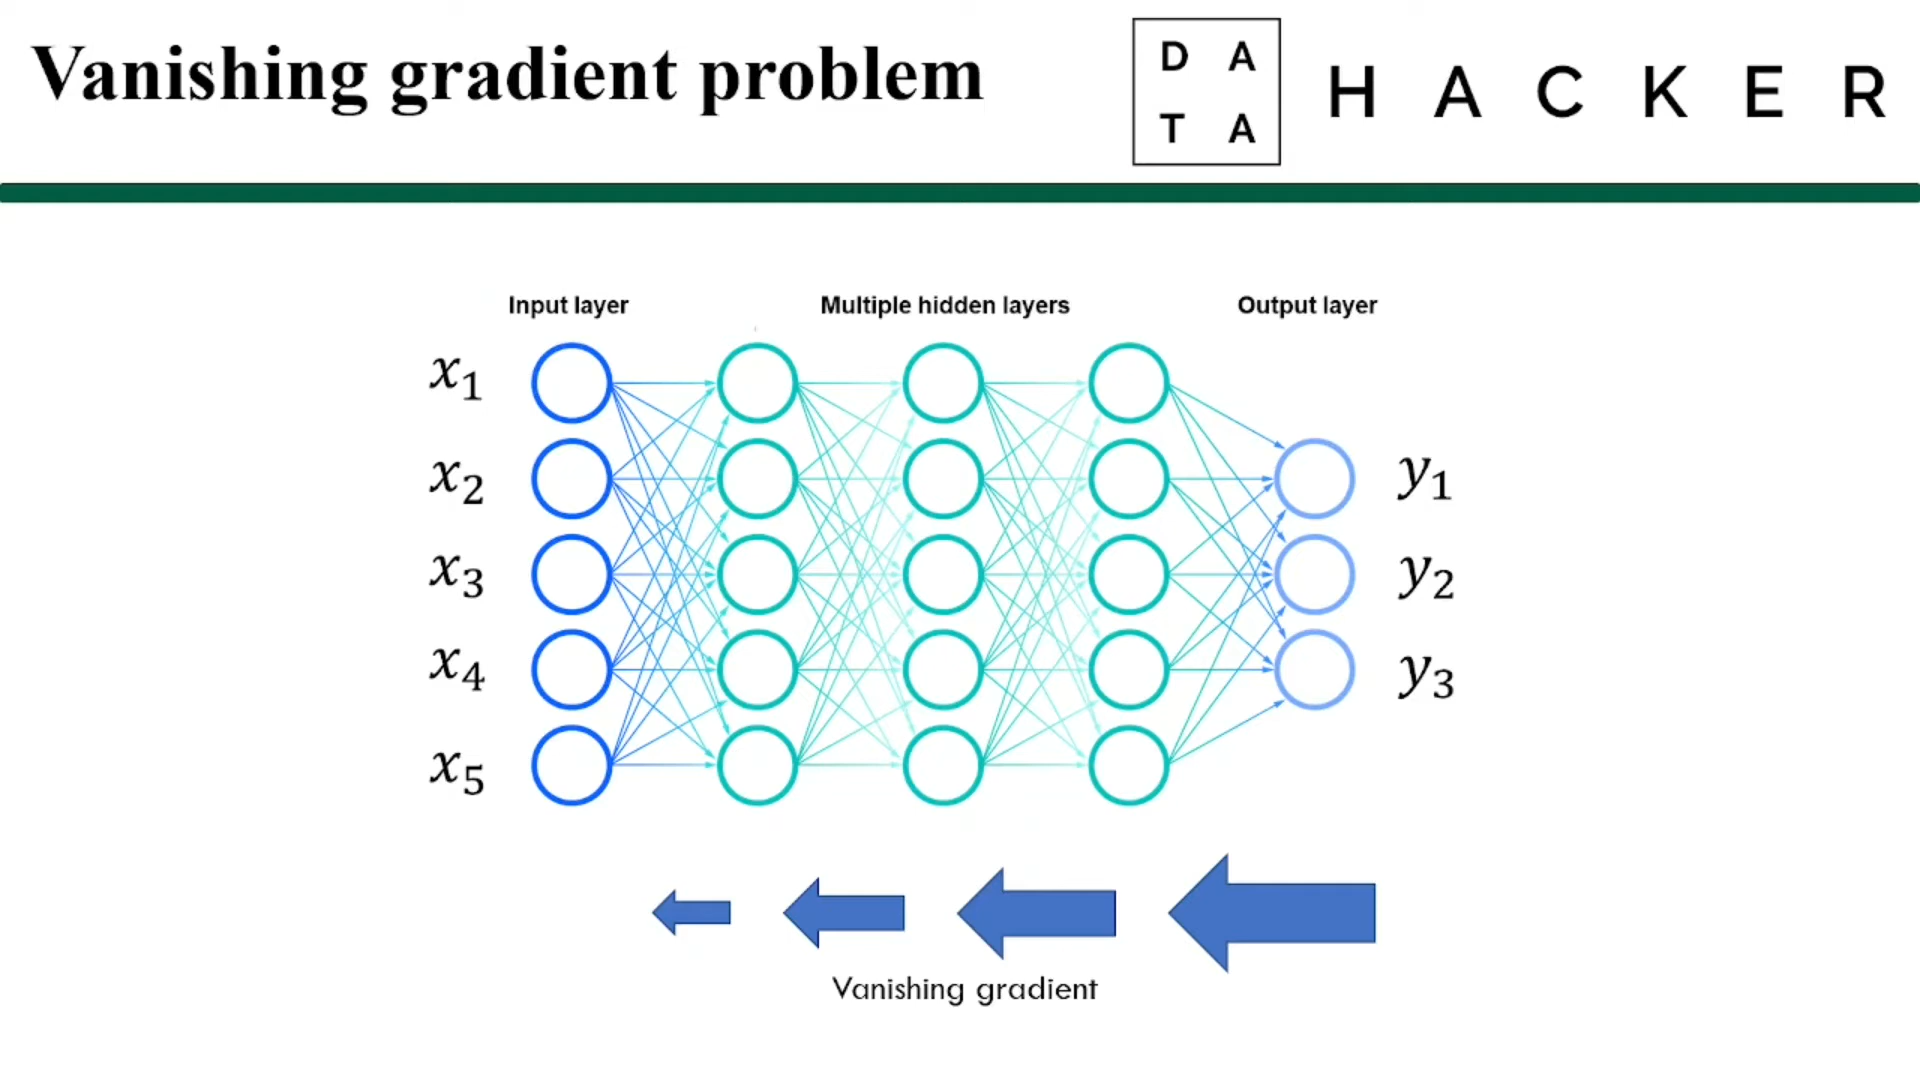 Vanishing gradient problem
D A
T A
H A C K E R
Input layer
Multiple hidden layers
Output layer
x1
x2
x3
x4
x5
y1
y2
y3
Vanishing gradient